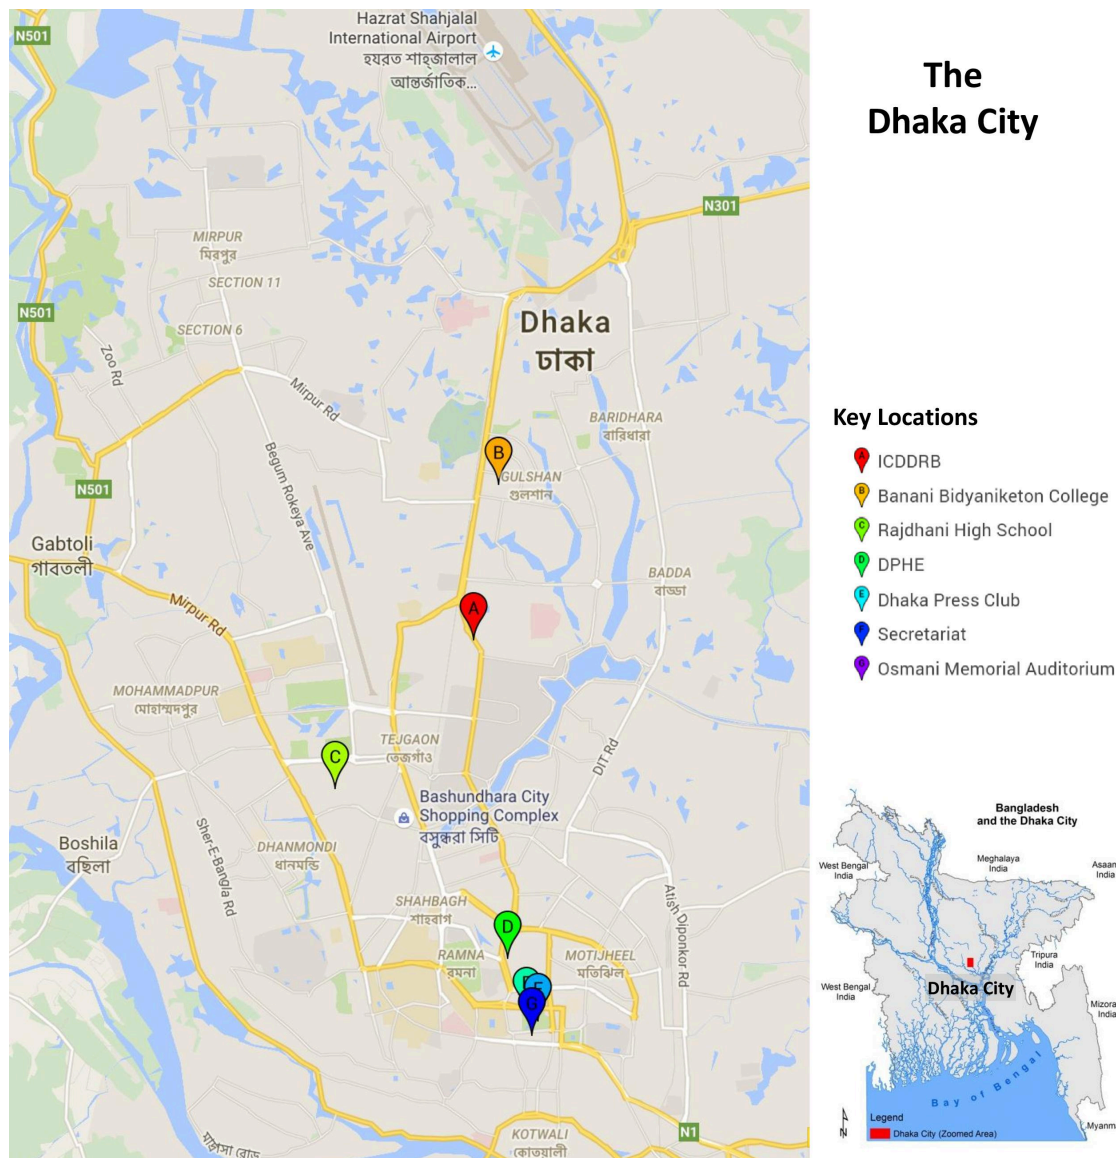 N501
Hazrat Shahjalal
International Airport
হযরত শাহ্জালাল
আন্তর্জাতিক...
The
Dhaka City
N301
MIRPUR
মিরপুর
SECTION 11
N501
SECTION 6
Dhaka
ঢাকা
Zoo Rd
Mirpur Rd
BARIDHARA
বারিধারা
Key Locations
B
GULSHAN
গুলশান
Begum Rokeya Ave
N501
A ICDDRB
B Banani Bidyaniketon College
C Rajdhani High School
D DPHE
E Dhaka Press Club
F Secretariat
G Osmani Memorial Auditorium
Gabtoli
গাবতলী
BADDA
বাড্ডা
Mirpur Rd
A
MOHAMMADPUR
মোহাম্মদপুর
TEJGAON
তেজগাঁও
C
DIT Rd
Bashundhara City
Shopping Complex
বসুন্ধরা সিটি
Boshila
বছিলা
Sher-E-Bangla Rd
DHANMONDI
ধানমন্ডি
SHAHBAGH
শাহবাগ
Atish Diponkor Rd
D
RAMNA
রমনা
MOTIJHEEL
মতিঝিল
G
N1
KOTWALI
কোতয়ালী
মাদ্রাসা রোড
Bangladesh
and the Dhaka City
West Bengal
India
Meghalaya
India
Asaan
India
Tripura
India
West Bengal
India
Dhaka City
Mizora
India
Bay of Bengal
Legend
Dhaka City (Zoomed Area)
N
Myanm